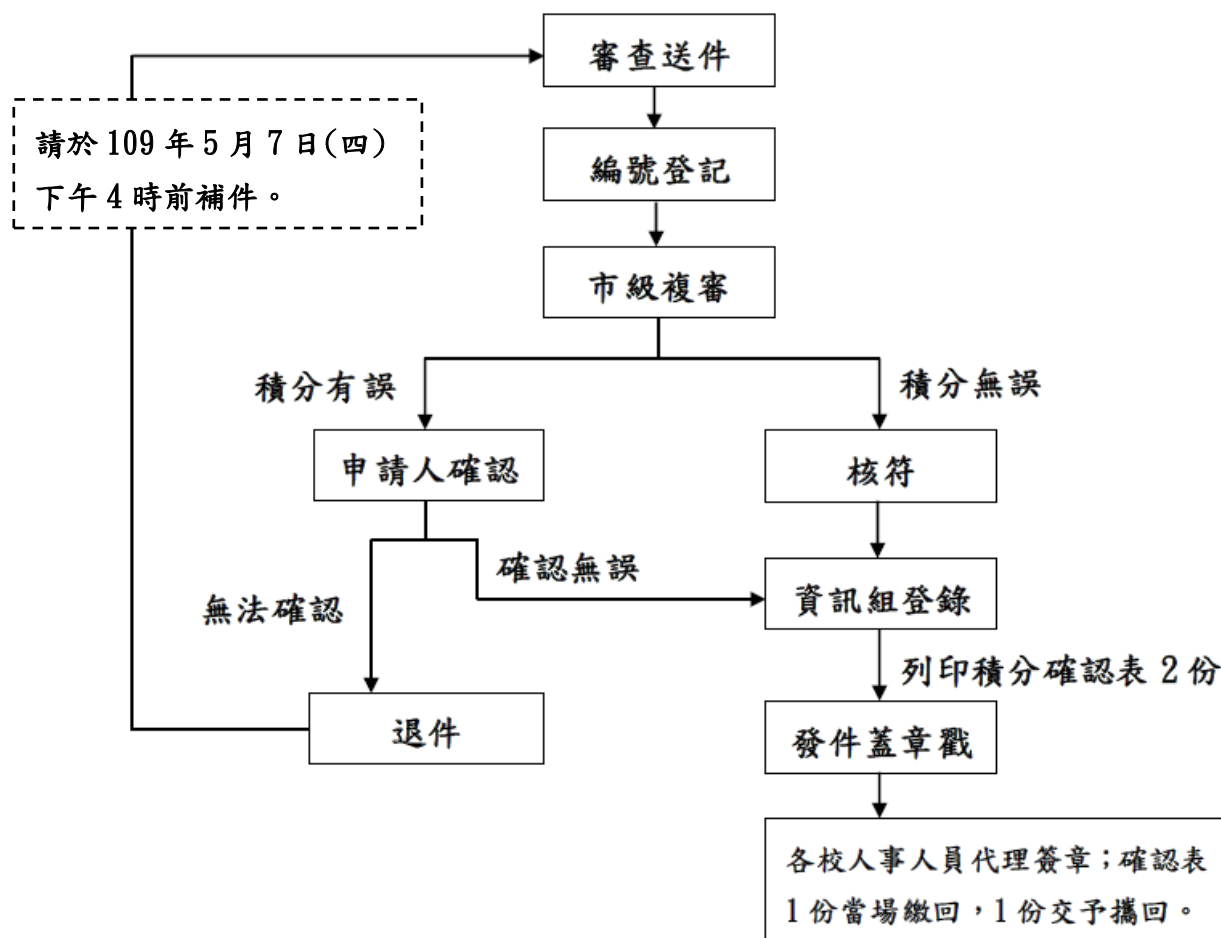 審查送件
請於 109 年 5 月 7 日(四)
下午 4 時前補件。
編號登記
市級複審
積分有誤
積分無誤
申請人確認
核符
無法確認
確認無誤
資訊組登錄
列印積分確認表 2 份
退件
發件蓋章戳
各校人事人員代理簽章；確認表
1 份當場繳回，1 份交予攜回。